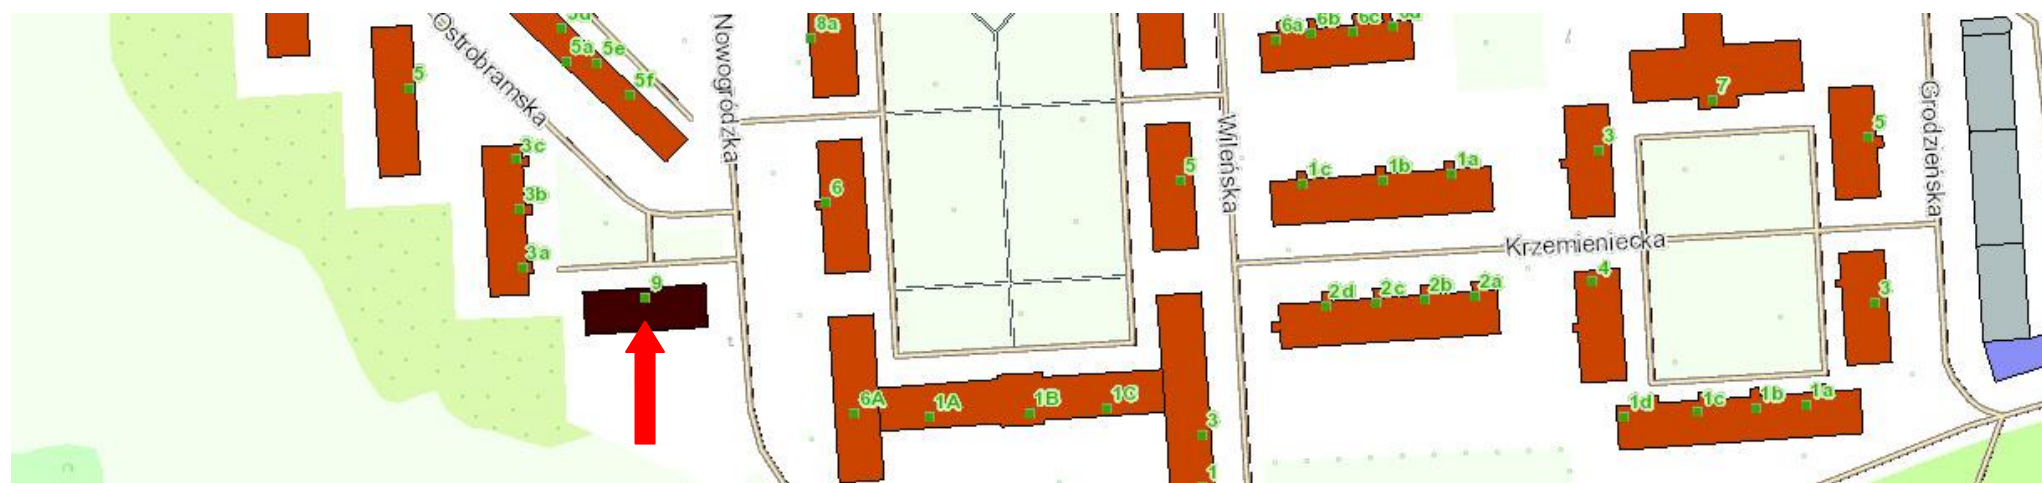 5
Ostrobramska
5d
5a
5e
5f
Nowogródzka
8a
6a
6b
6c
6d
7
Grodzieńska
5
3c
3b
3a
9
6
5
Wileńska
1c
1b
1a
3
Krzemieniecka
2d
2c
2b
2a
4
3
6A
1A
1B
1C
3
1
1d
1c
1b
1a